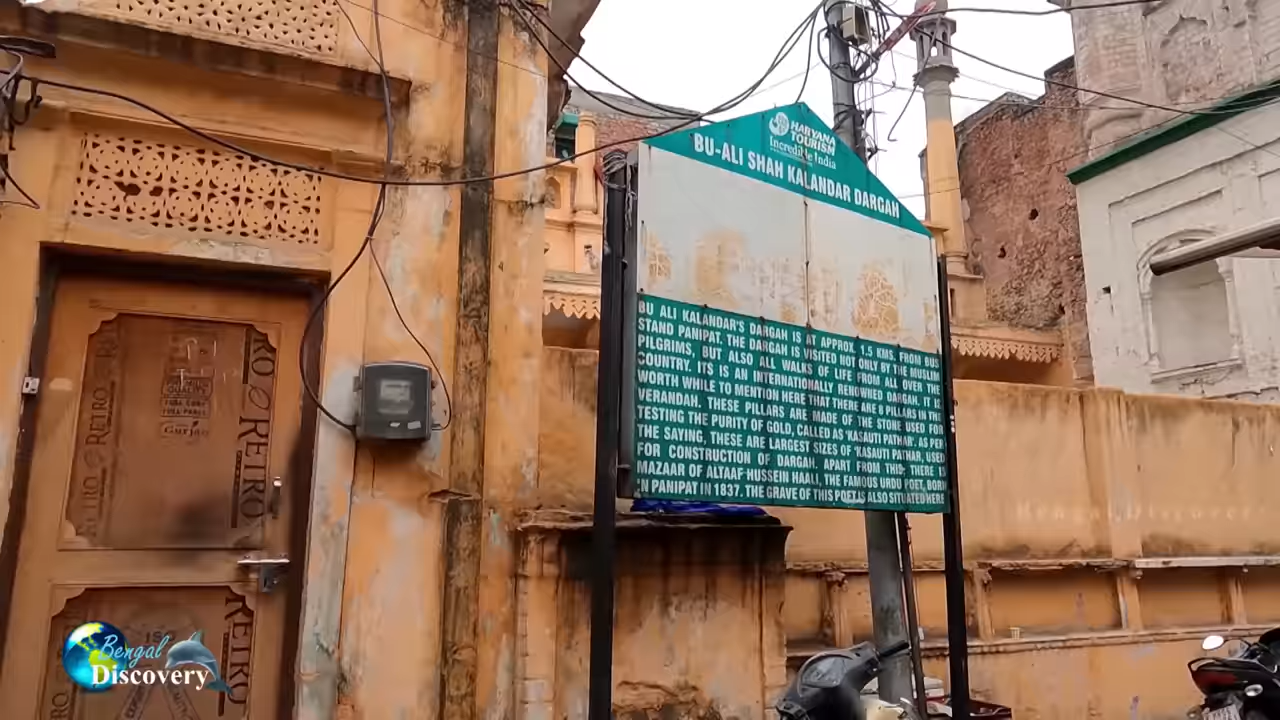 HARYANA
TOURISM
Incredible India
BU-ALI SHAH KALANDAR DARGAH
BU ALI KALANDAR'S DARGAH IS AT APPROX. 1.5 KMS. FROM BUS
STAND PANIPAT. THE DARGAH IS VISITED NOT ONLY BY THE MUSLIM
PILGRIMS, BUT ALSO ALL WALKS OF LIFE FROM ALL OVER THE
COUNTRY. ITS IS AN INTERNATIONALLY RENOWNED DARGAH. IT IS
WORTH WHILE TO MENTION HERE THAT THERE ARE 8 PILLARS IN THE
VERANDAH. THESE PILLARS ARE MADE OF THE STONE USED FOR
TESTING THE PURITY OF GOLD, CALLED AS 'KASAUTI PATHAR'. AS PER
THE SAYING, THESE ARE LARGEST SIZES OF 'KASAUTI PATHAR, USED
FOR CONSTRUCTION OF DARGAH. APART FROM THIS; THERE IS
MAZAAR OF ALTAAF HUSSEIN HAALI, THE FAMOUS URDU POET, BORN
IN PANIPAT IN 1837. THE GRAVE OF THIS POET IS ALSO SITUATED HERE
RETRO
RETRO
Gurjan
RETRO
Bengal Discovery
Bengal
Discovery